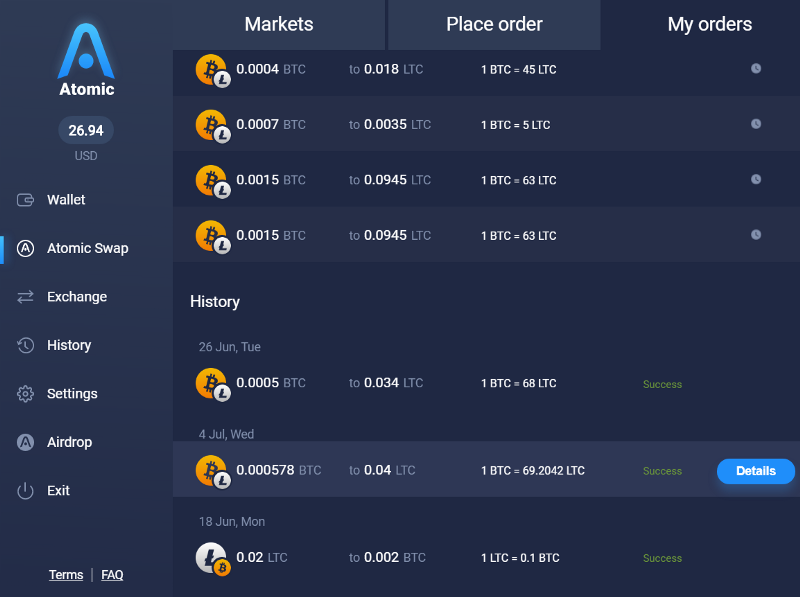 Atomic
26.94
USD
Wallet
Atomic Swap
Exchange
History
Settings
Airdrop
Exit
Terms | FAQ
Markets Place order My orders
0.0004 BTC to 0.018 LTC 1 BTC = 45 LTC
0.0007 BTC to 0.0035 LTC 1 BTC = 5 LTC
0.0015 BTC to 0.0945 LTC 1 BTC = 63 LTC
0.0015 BTC to 0.0945 LTC 1 BTC = 63 LTC
History
26 Jun, Tue
0.0005 BTC to 0.034 LTC 1 BTC = 68 LTC Success
4 Jul, Wed
0.000578 BTC to 0.04 LTC 1 BTC = 69.2042 LTC Success Details
18 Jun, Mon
0.02 LTC to 0.002 BTC 1 LTC = 0.1 BTC Success